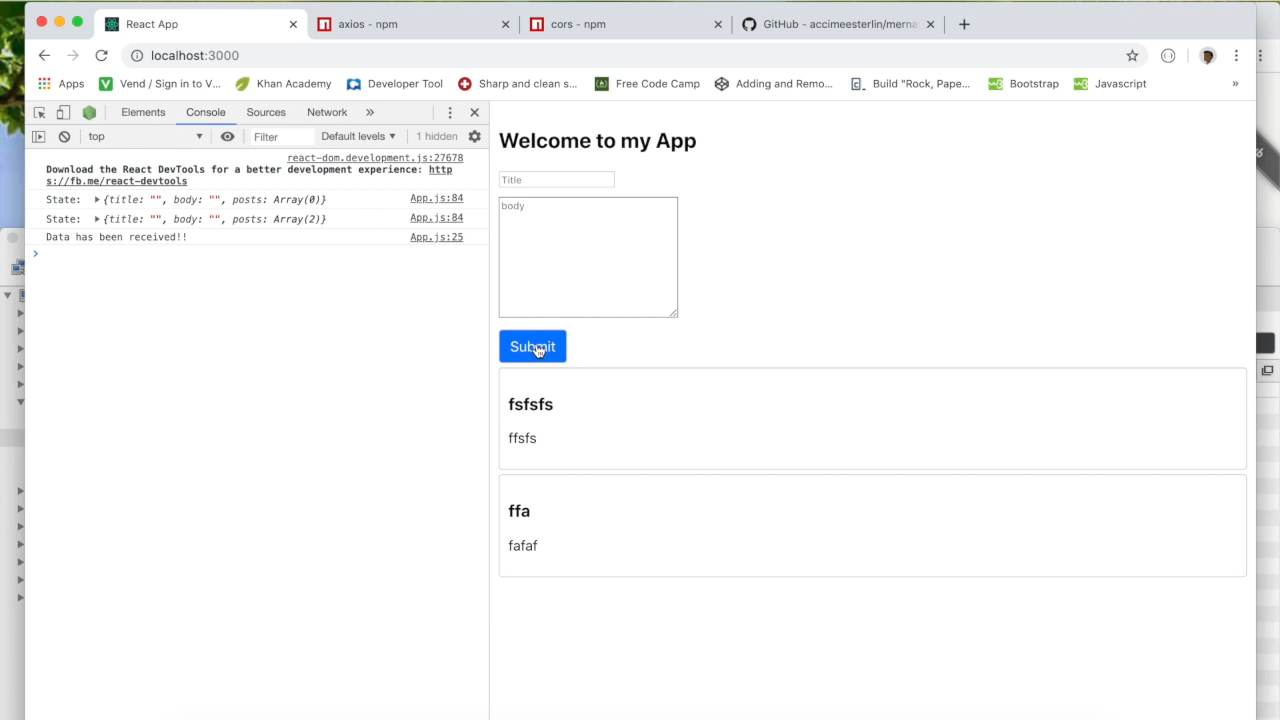 React App
axios - npm
cors - npm
GitHub - accimeesterlin/merna
localhost:3000
Apps
Vend / Sign in to V...
Khan Academy
Developer Tool
Sharp and clean s...
Free Code Camp
Adding and Remo...
Build "Rock, Pape...
Bootstrap
Javascript
»
Elements
Console
Sources
Network
»
top
Filter
Default levels
1 hidden
react-dom.development.js:27678
Download the React DevTools for a better development experience: http
s://fb.me/react-devtools
State: {title: "", body: "", posts: Array(0)} App.js:84
State: {title: "", body: "", posts: Array(2)} App.js:84
Data has been received!! App.js:25
Welcome to my App
Title
body
Submit
fsfsfs
ffsfs
ffa
fafaf